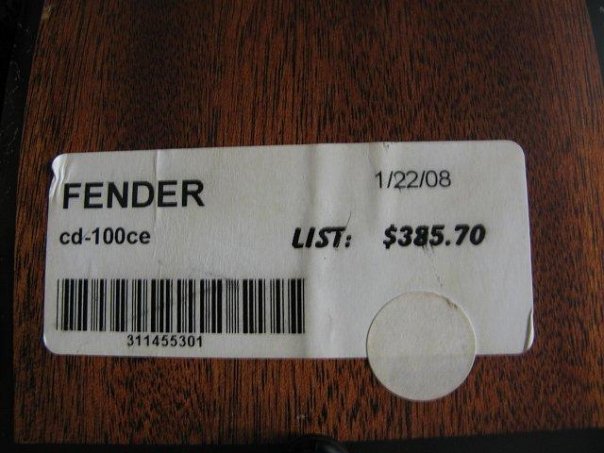 FENDER
1/22/08
cd-100ce
LIST: $385.70
311455301